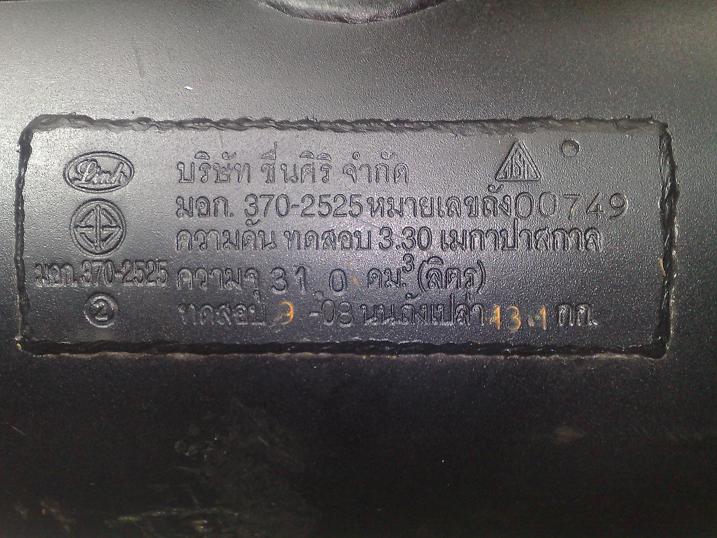 Linh
บริษัท ชื่นศิริ จำกัด
มอก. 370-2525 หมายเลขถัง 00749
ความดัน ทดสอบ 3.30 เมกาปาสกาล
มอก. 370-2525 ความจุ 31.0 ดม.³ (ลิตร)
② ทดสอบ 9-08 นน.ถังเปล่า 13.1 กก.